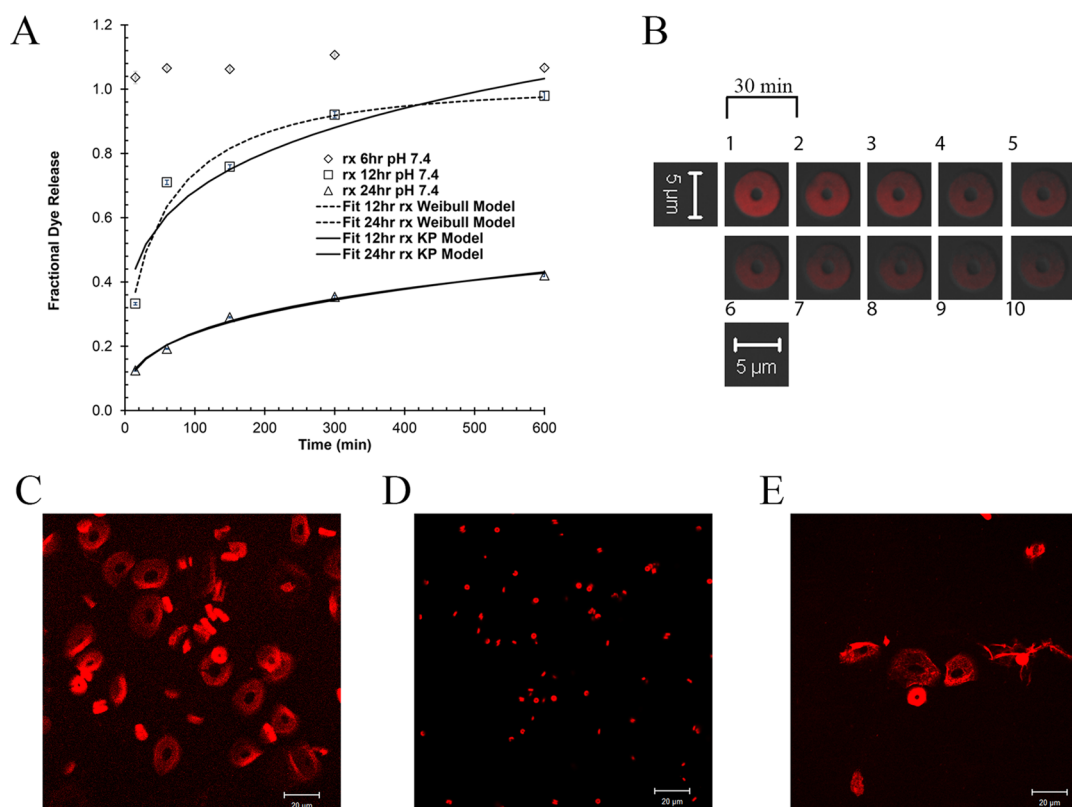 A
1.2
1.0
0.8
0.6
0.4
0.2
0.0
Fractional Dye Release
0 100 200 300 400 500 600
Time (min)
rx 6hr pH 7.4
rx 12hr pH 7.4
rx 24hr pH 7.4
Fit 12hr rx Weibull Model
Fit 24hr rx Weibull Model
Fit 12hr rx KP Model
Fit 24hr rx KP Model
B
30 min
1 2 3 4 5
5 µm
6 7 8 9 10
5 µm
C
20 µm
D
20 µm
E
20 µm